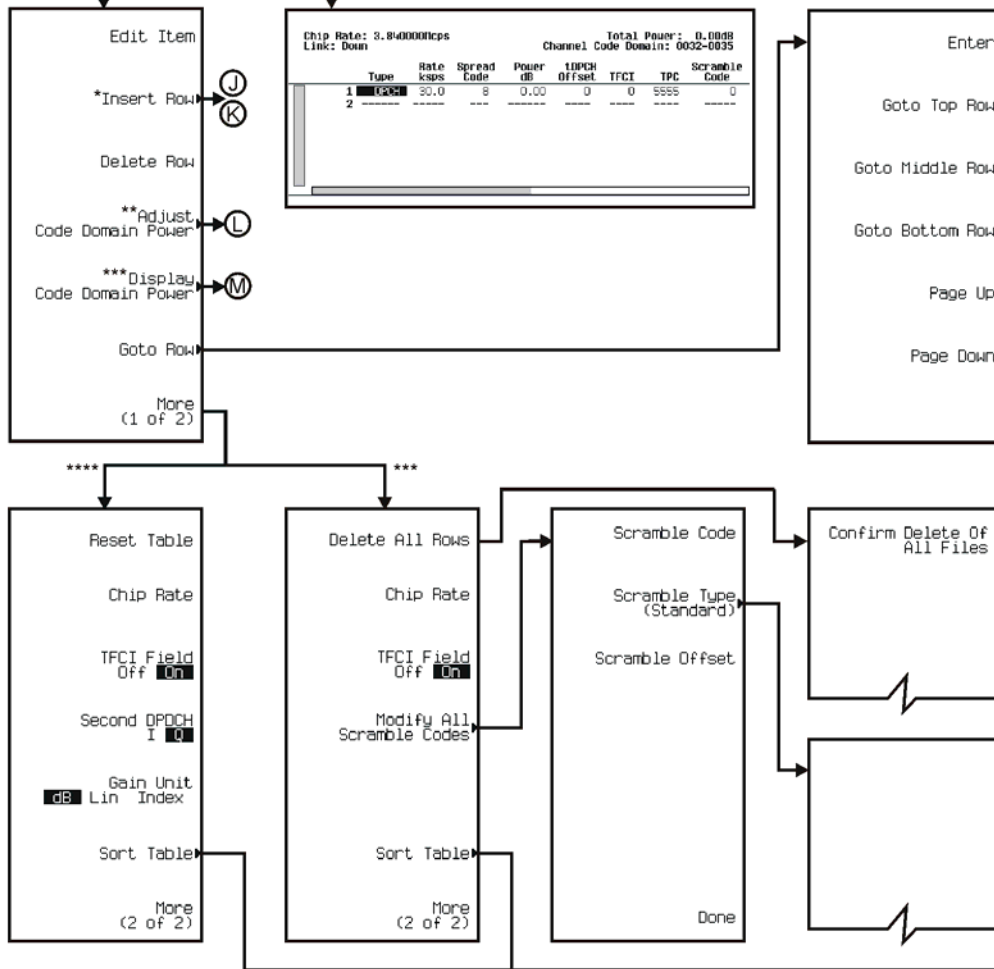 Edit Item
*Insert Row
J
K
Delete Row
**Adjust
Code Domain Power
L
***Display
Code Domain Power
M
Goto Row
More
(1 of 2)
Chip Rate: 3.840000Mcps
Total Power: 0.00dB
Link: Down
Channel Code Domain: 0032-0035
Rate Spread Power tDPCH Scramble
Type ksps Code dB Offset TFCI TPC Code
1 DPCH 30.0 8 0.00 0 0 5555 0
2 ------ ----- --- ------ ---- ---- ---- -----
Enter
Goto Top Row
Goto Middle Row
Goto Bottom Row
Page Up
Page Down
****
***
Reset Table
Chip Rate
TFCI Field
Off On
Second DPDCH
I Q
Gain Unit
dB Lin Index
Sort Table
More
(2 of 2)
Delete All Rows
Chip Rate
TFCI Field
Off On
Modify All
Scramble Codes
Sort Table
More
(2 of 2)
Scramble Code
Scramble Type
(Standard)
Scramble Offset
Done
Confirm Delete Of
All Files